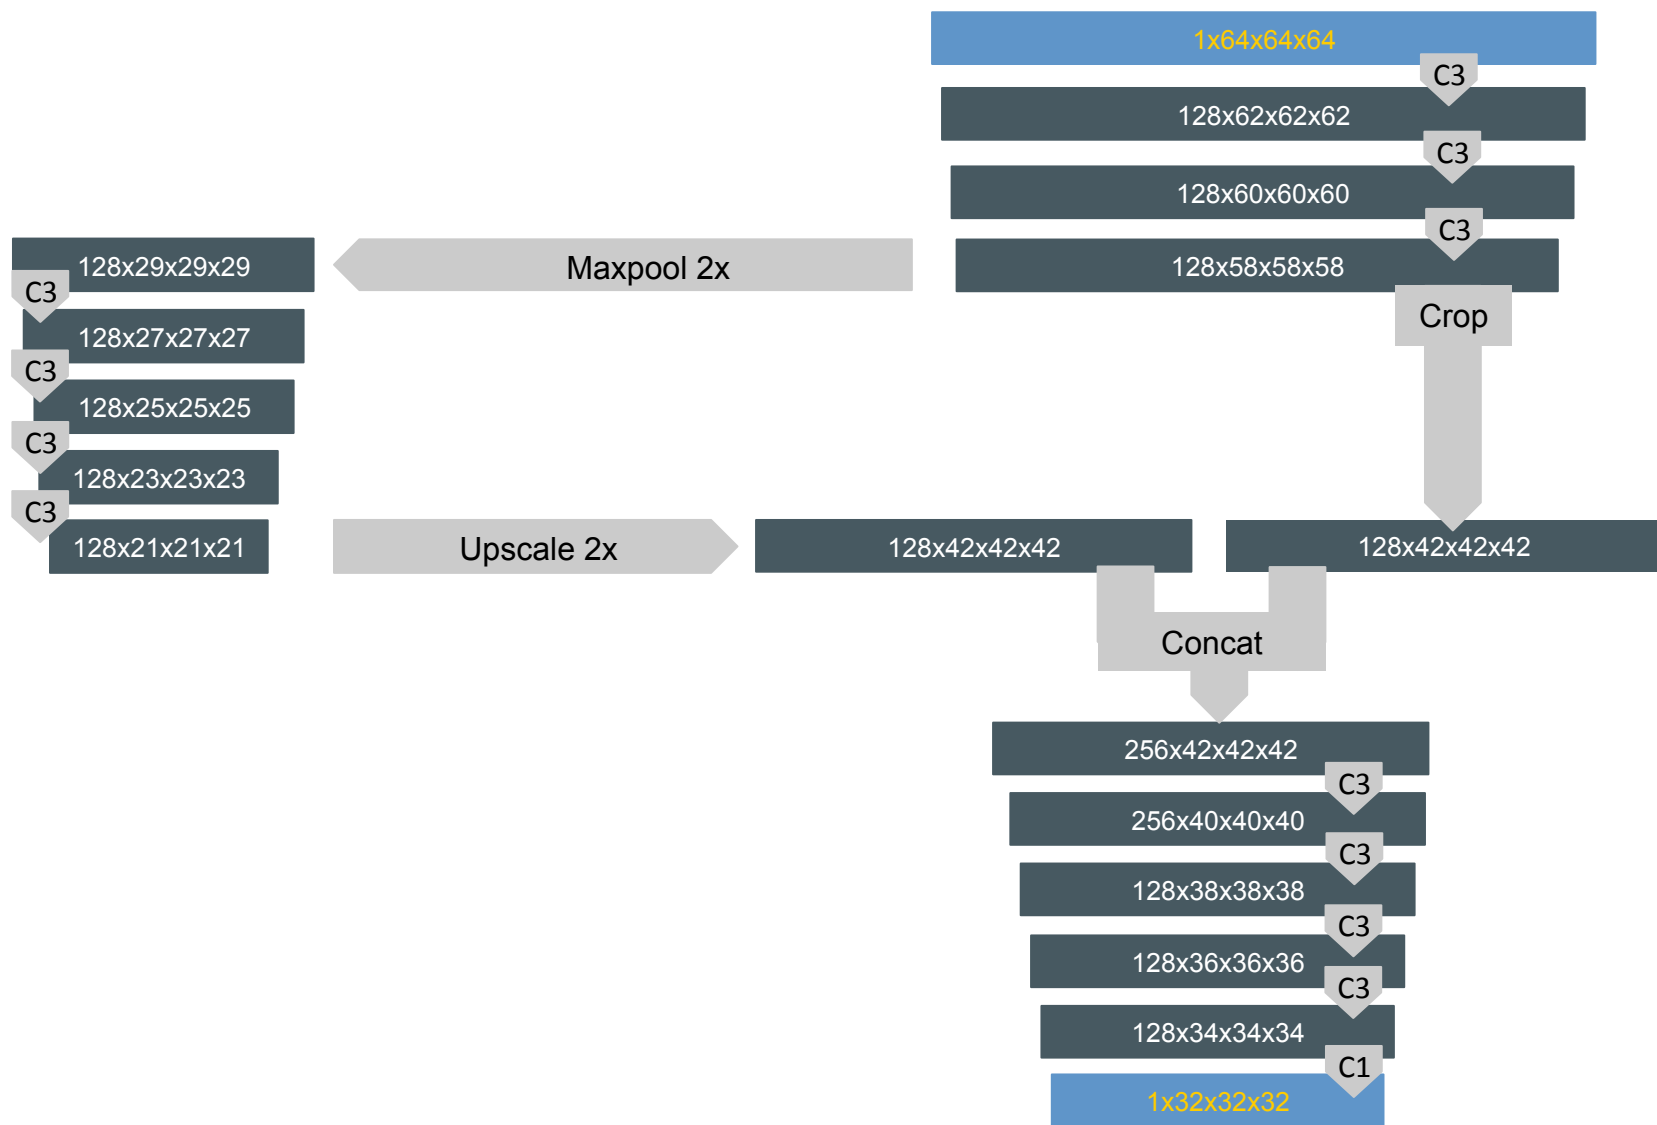 1x64x64x64
C3
128x62x62x62
C3
128x60x60x60
C3
128x58x58x58
Maxpool 2x
128x29x29x29
C3
128x27x27x27
C3
128x25x25x25
C3
128x23x23x23
C3
128x21x21x21
Upscale 2x
128x42x42x42
Crop
128x42x42x42
Concat
256x42x42x42
C3
256x40x40x40
C3
128x38x38x38
C3
128x36x36x36
C3
128x34x34x34
C1
1x32x32x32